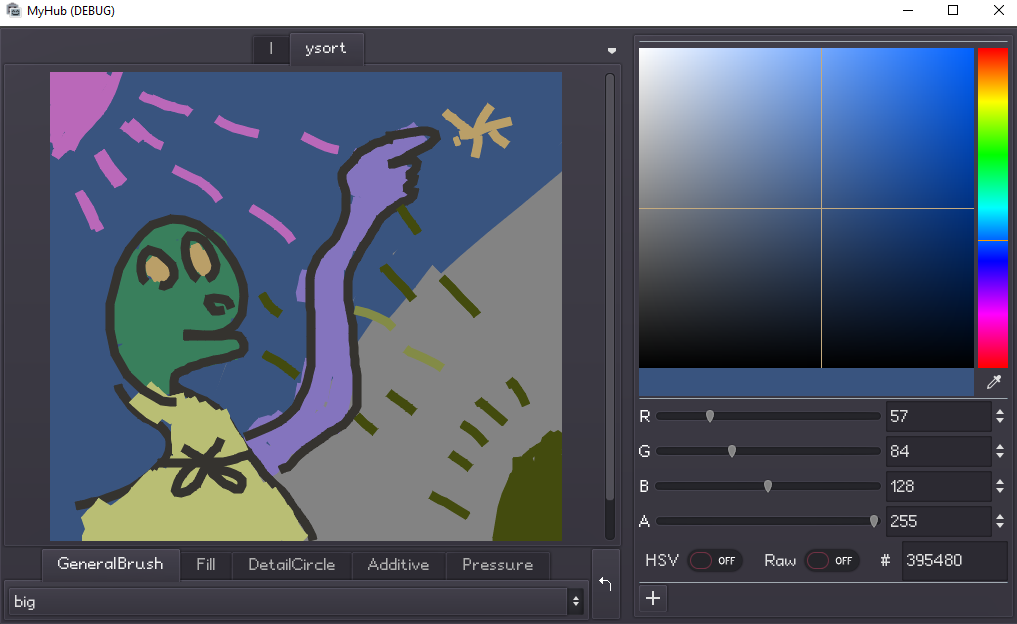 MyHub (DEBUG)
l ysort
R 57
G 84
B 128
A 255
HSV OFF Raw OFF # 395480
GeneralBrush Fill DetailCircle Additive Pressure
big